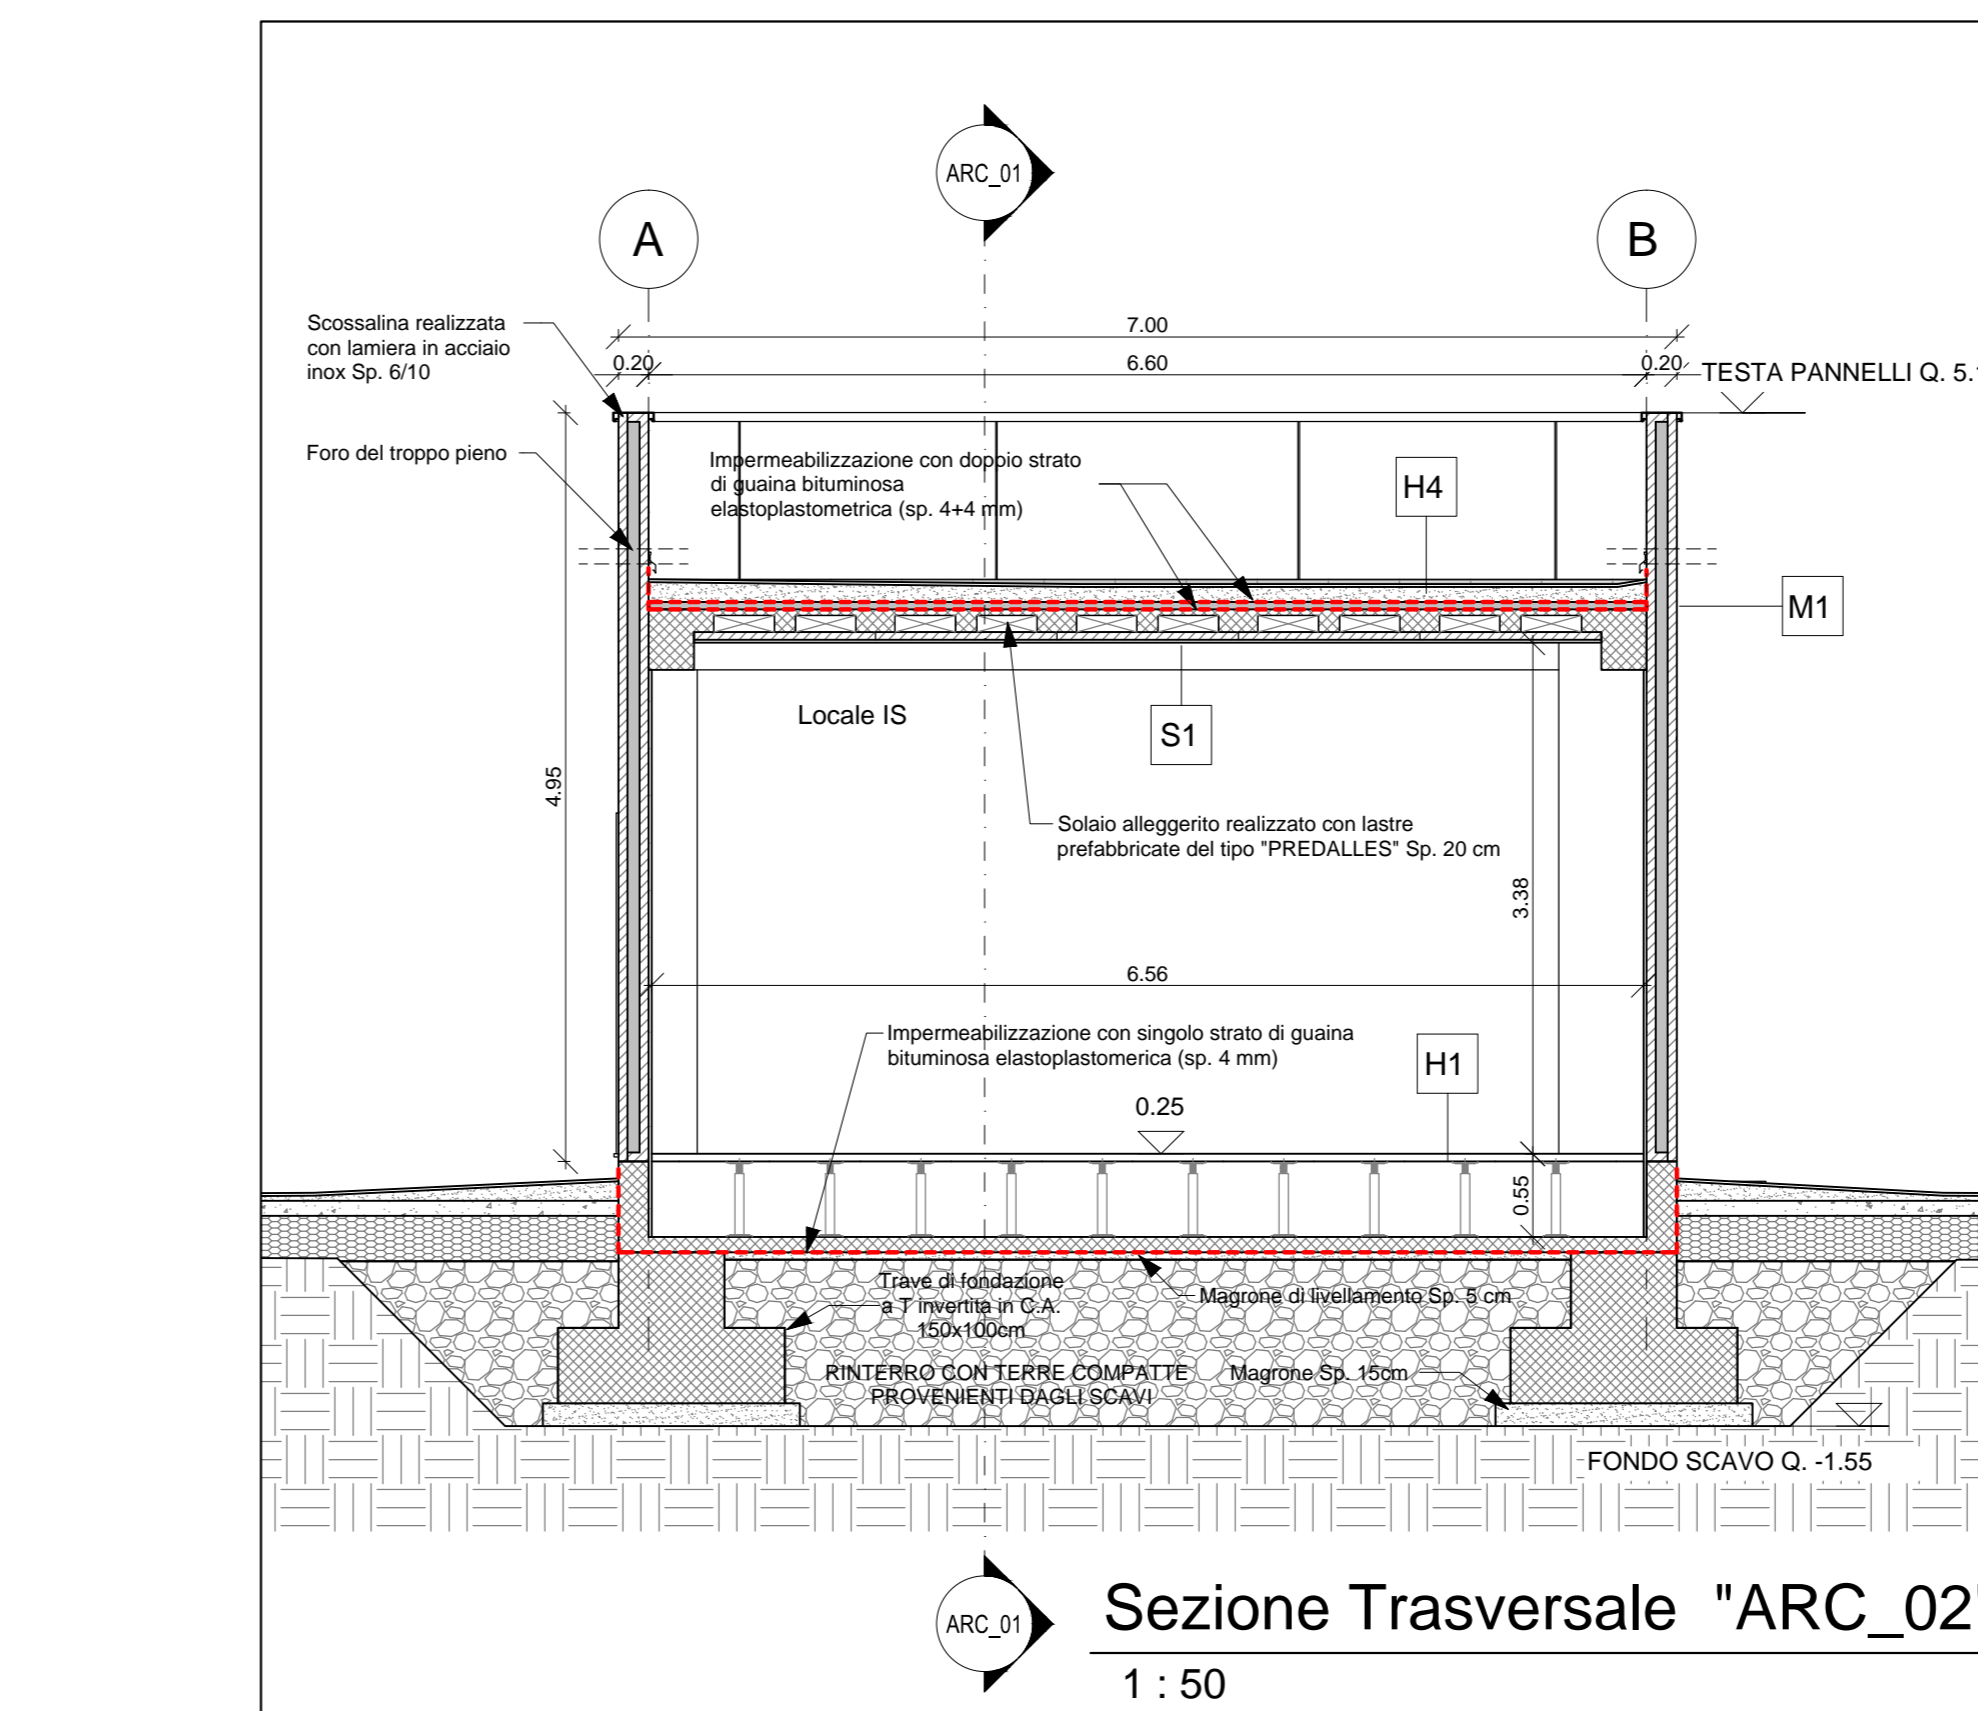 ARC_01
A
B
Scossalina realizzata
con lamiera in acciaio
inox Sp. 6/10
7.00
0.20
6.60
0.20
TESTA PANNELLI Q. 5.
Foro del troppo pieno
Impermeabilizzazione con doppio strato
di guaina bituminosa
elastoplastometrica (sp. 4+4 mm)
H4
M1
Locale IS
S1
4.95
Solaio alleggerito realizzato con lastre
prefabbricate del tipo "PREDALLES" Sp. 20 cm
3.38
6.56
Impermeabilizzazione con singolo strato di guaina
bituminosa elastoplastomerica (sp. 4 mm)
H1
0.25
0.55
Trave di fondazione
a T invertita in C.A.
150x100cm
Magrone di livellamento Sp. 5 cm
RINTERRO CON TERRE COMPATTE
PROVENIENTI DAGLI SCAVI
Magrone Sp. 15cm
FONDO SCAVO Q. -1.55
ARC_01
Sezione Trasversale "ARC_02"
1 : 50